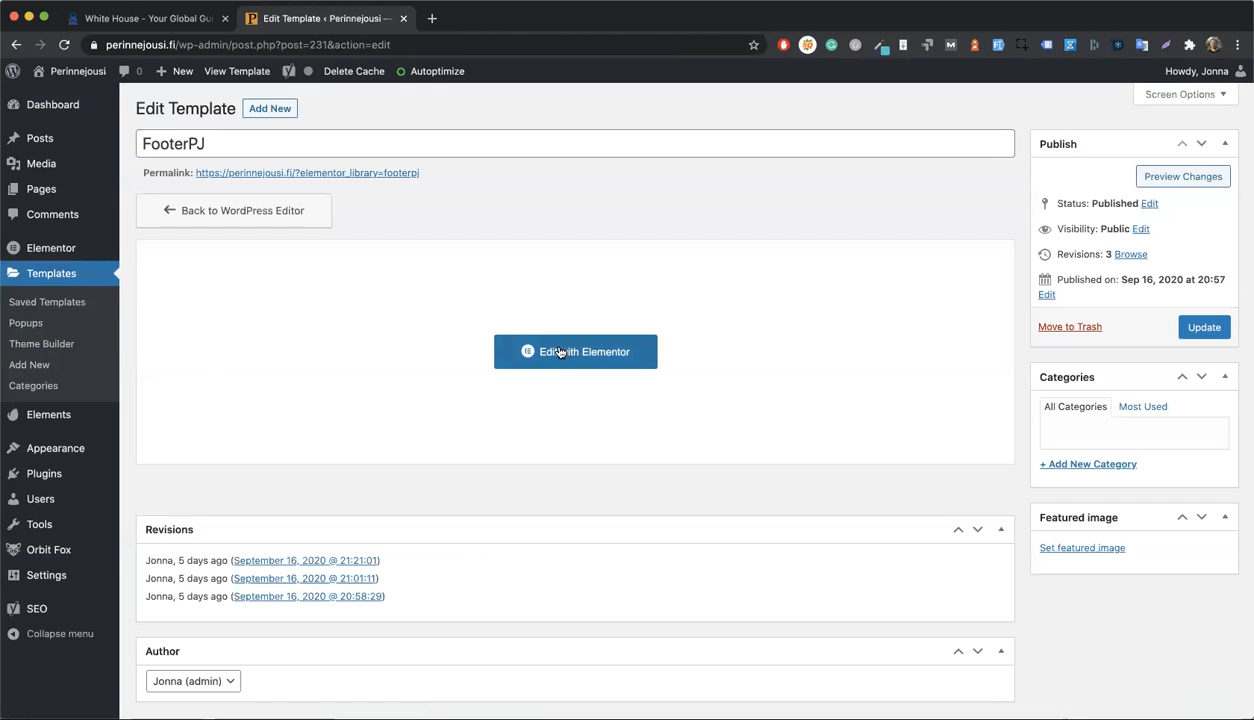 White House - Your Global Gui
Edit Template ‹ Perinnejousi —
perinnejousi.fi/wp-admin/post.php?post=231&action=edit
Perinnejousi
0
New
View Template
Delete Cache
Autoptimize
Howdy, Jonna
Screen Options
Dashboard
Posts
Media
Pages
Comments
Elementor
Templates
Saved Templates
Popups
Theme Builder
Add New
Categories
Elements
Appearance
Plugins
Users
Tools
Orbit Fox
Settings
SEO
Collapse menu
Edit Template
Add New
FooterPJ
Permalink: https://perinnejousi.fi/?elementor_library=footerpj
Back to WordPress Editor
Edit with Elementor
Revisions
Jonna, 5 days ago (September 16, 2020 @ 21:21:01)
Jonna, 5 days ago (September 16, 2020 @ 21:01:11)
Jonna, 5 days ago (September 16, 2020 @ 20:58:29)
Author
Jonna (admin)
Publish
Preview Changes
Status: Published Edit
Visibility: Public Edit
Revisions: 3 Browse
Published on: Sep 16, 2020 at 20:57
Edit
Move to Trash
Update
Categories
All Categories
Most Used
+ Add New Category
Featured image
Set featured image